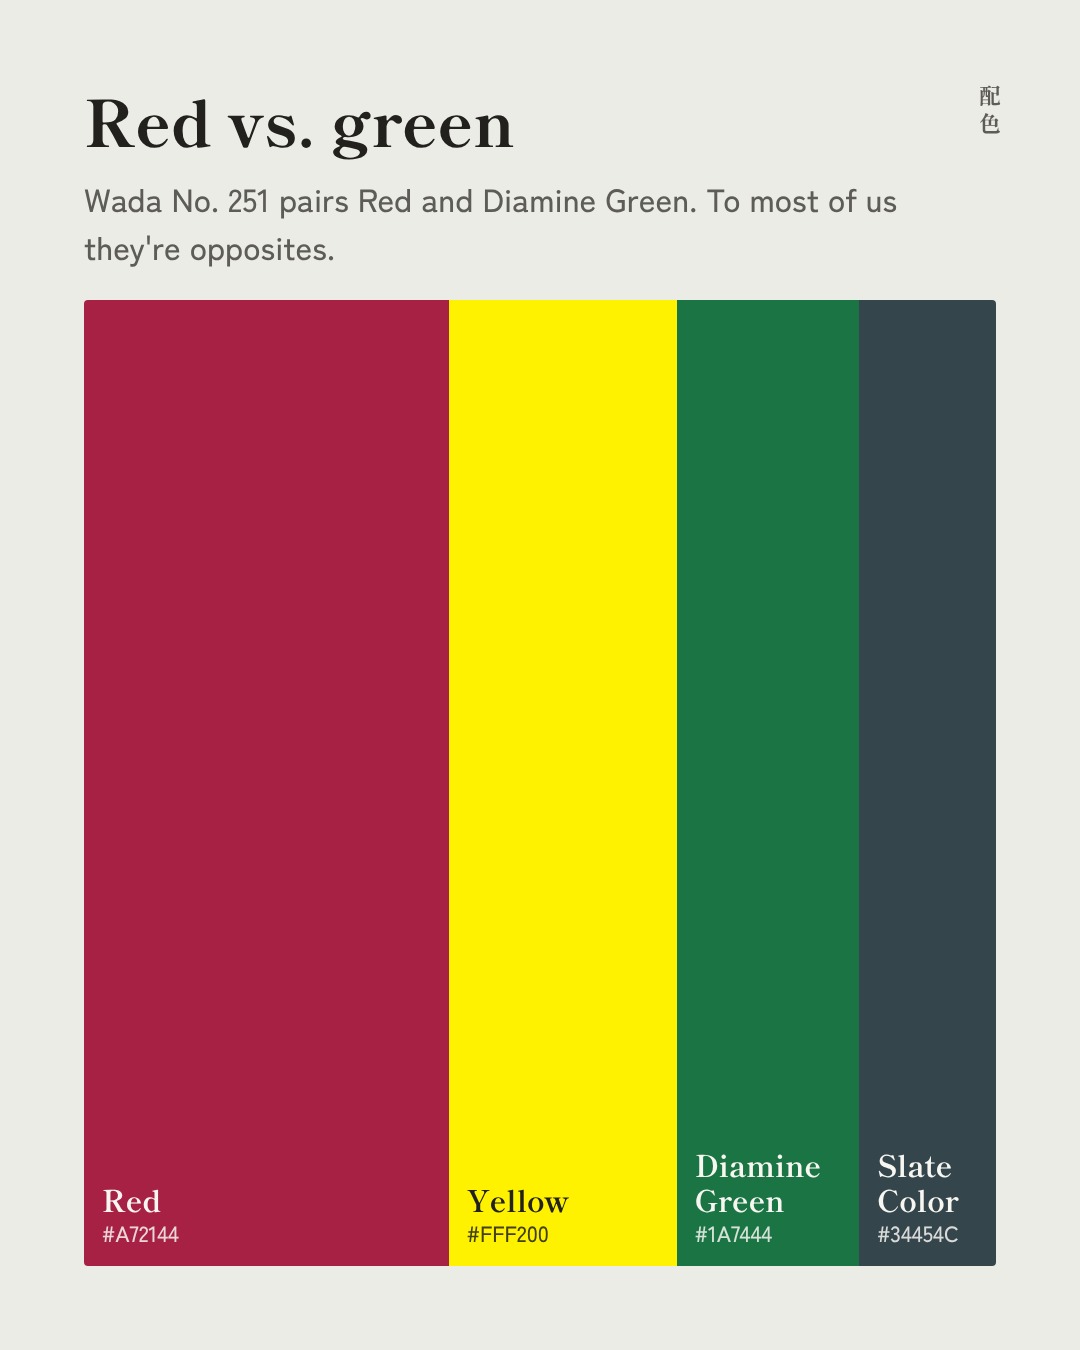 Red vs. green
配色
Wada No. 251 pairs Red and Diamine Green. To most of us
they're opposites.
Red
#A72144
Yellow
#FFF200
Diamine
Green
#1A7444
Slate
Color
#34454C